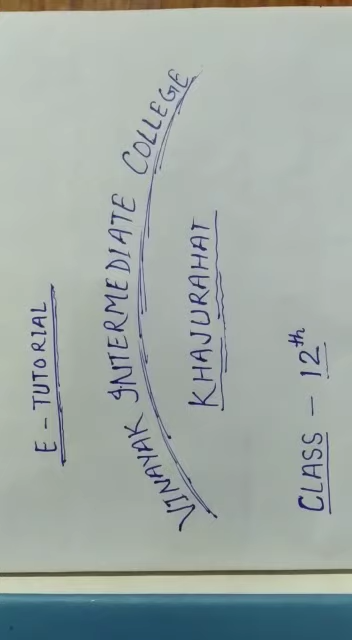 E - TUTORIAL
VINAYAK INTERMEDIATE COLLEGE
KHAJURAHAT
CLASS - 12th